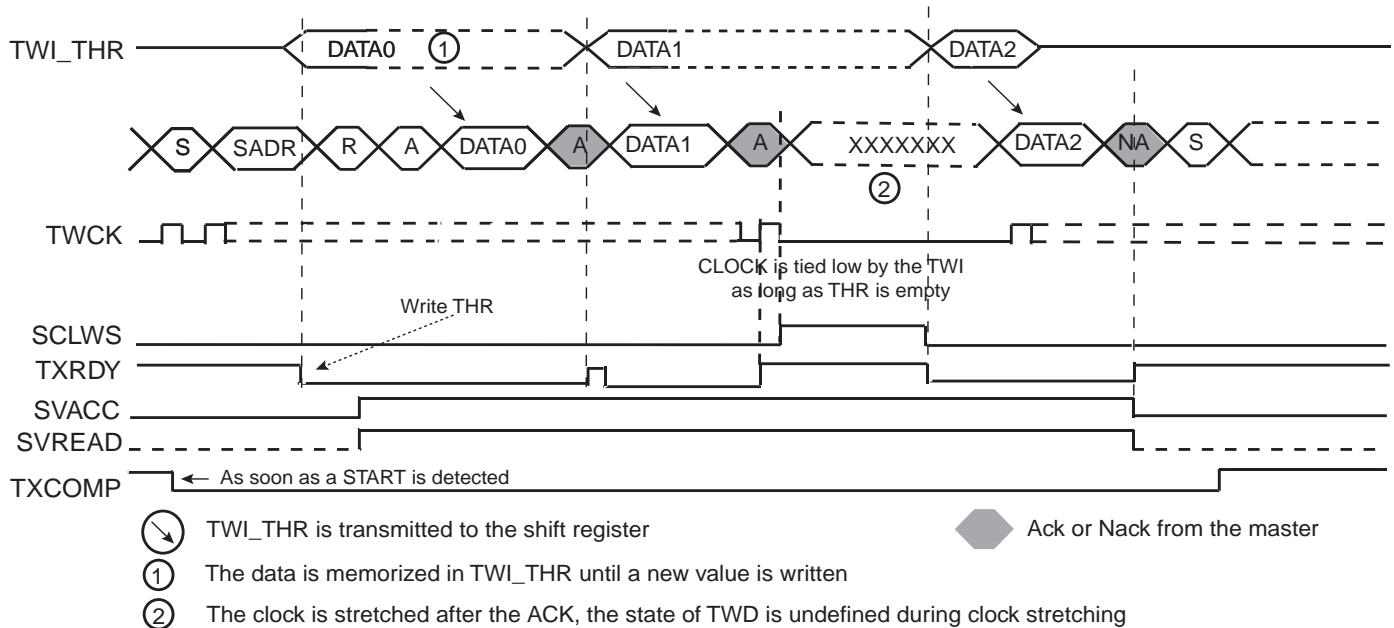 TWI_THR DATA0 1 DATA1 DATA2
S SADR R A DATA0 A DATA1 A XXXXXXX DATA2 NA S
2
TWCK
CLOCK is tied low by the TWI
as long as THR is empty
Write THR
SCLWS
TXRDY
SVACC
SVREAD
TXCOMP As soon as a START is detected
TWI_THR is transmitted to the shift register Ack or Nack from the master
1 The data is memorized in TWI_THR until a new value is written
2 The clock is stretched after the ACK, the state of TWD is undefined during clock stretching